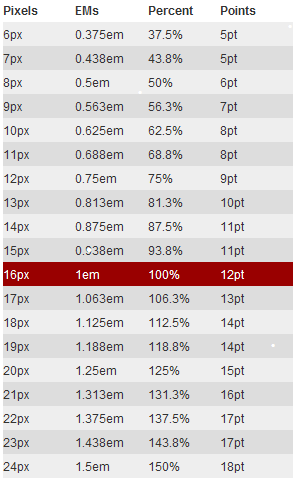 Pixels EMs Percent Points
6px 0.375em 37.5% 5pt
7px 0.438em 43.8% 5pt
8px 0.5em 50% 6pt
9px 0.563em 56.3% 7pt
10px 0.625em 62.5% 8pt
11px 0.688em 68.8% 8pt
12px 0.75em 75% 9pt
13px 0.813em 81.3% 10pt
14px 0.875em 87.5% 11pt
15px 0.938em 93.8% 11pt
16px 1em 100% 12pt
17px 1.063em 106.3% 13pt
18px 1.125em 112.5% 14pt
19px 1.188em 118.8% 14pt
20px 1.25em 125% 15pt
21px 1.313em 131.3% 16pt
22px 1.375em 137.5% 17pt
23px 1.438em 143.8% 17pt
24px 1.5em 150% 18pt